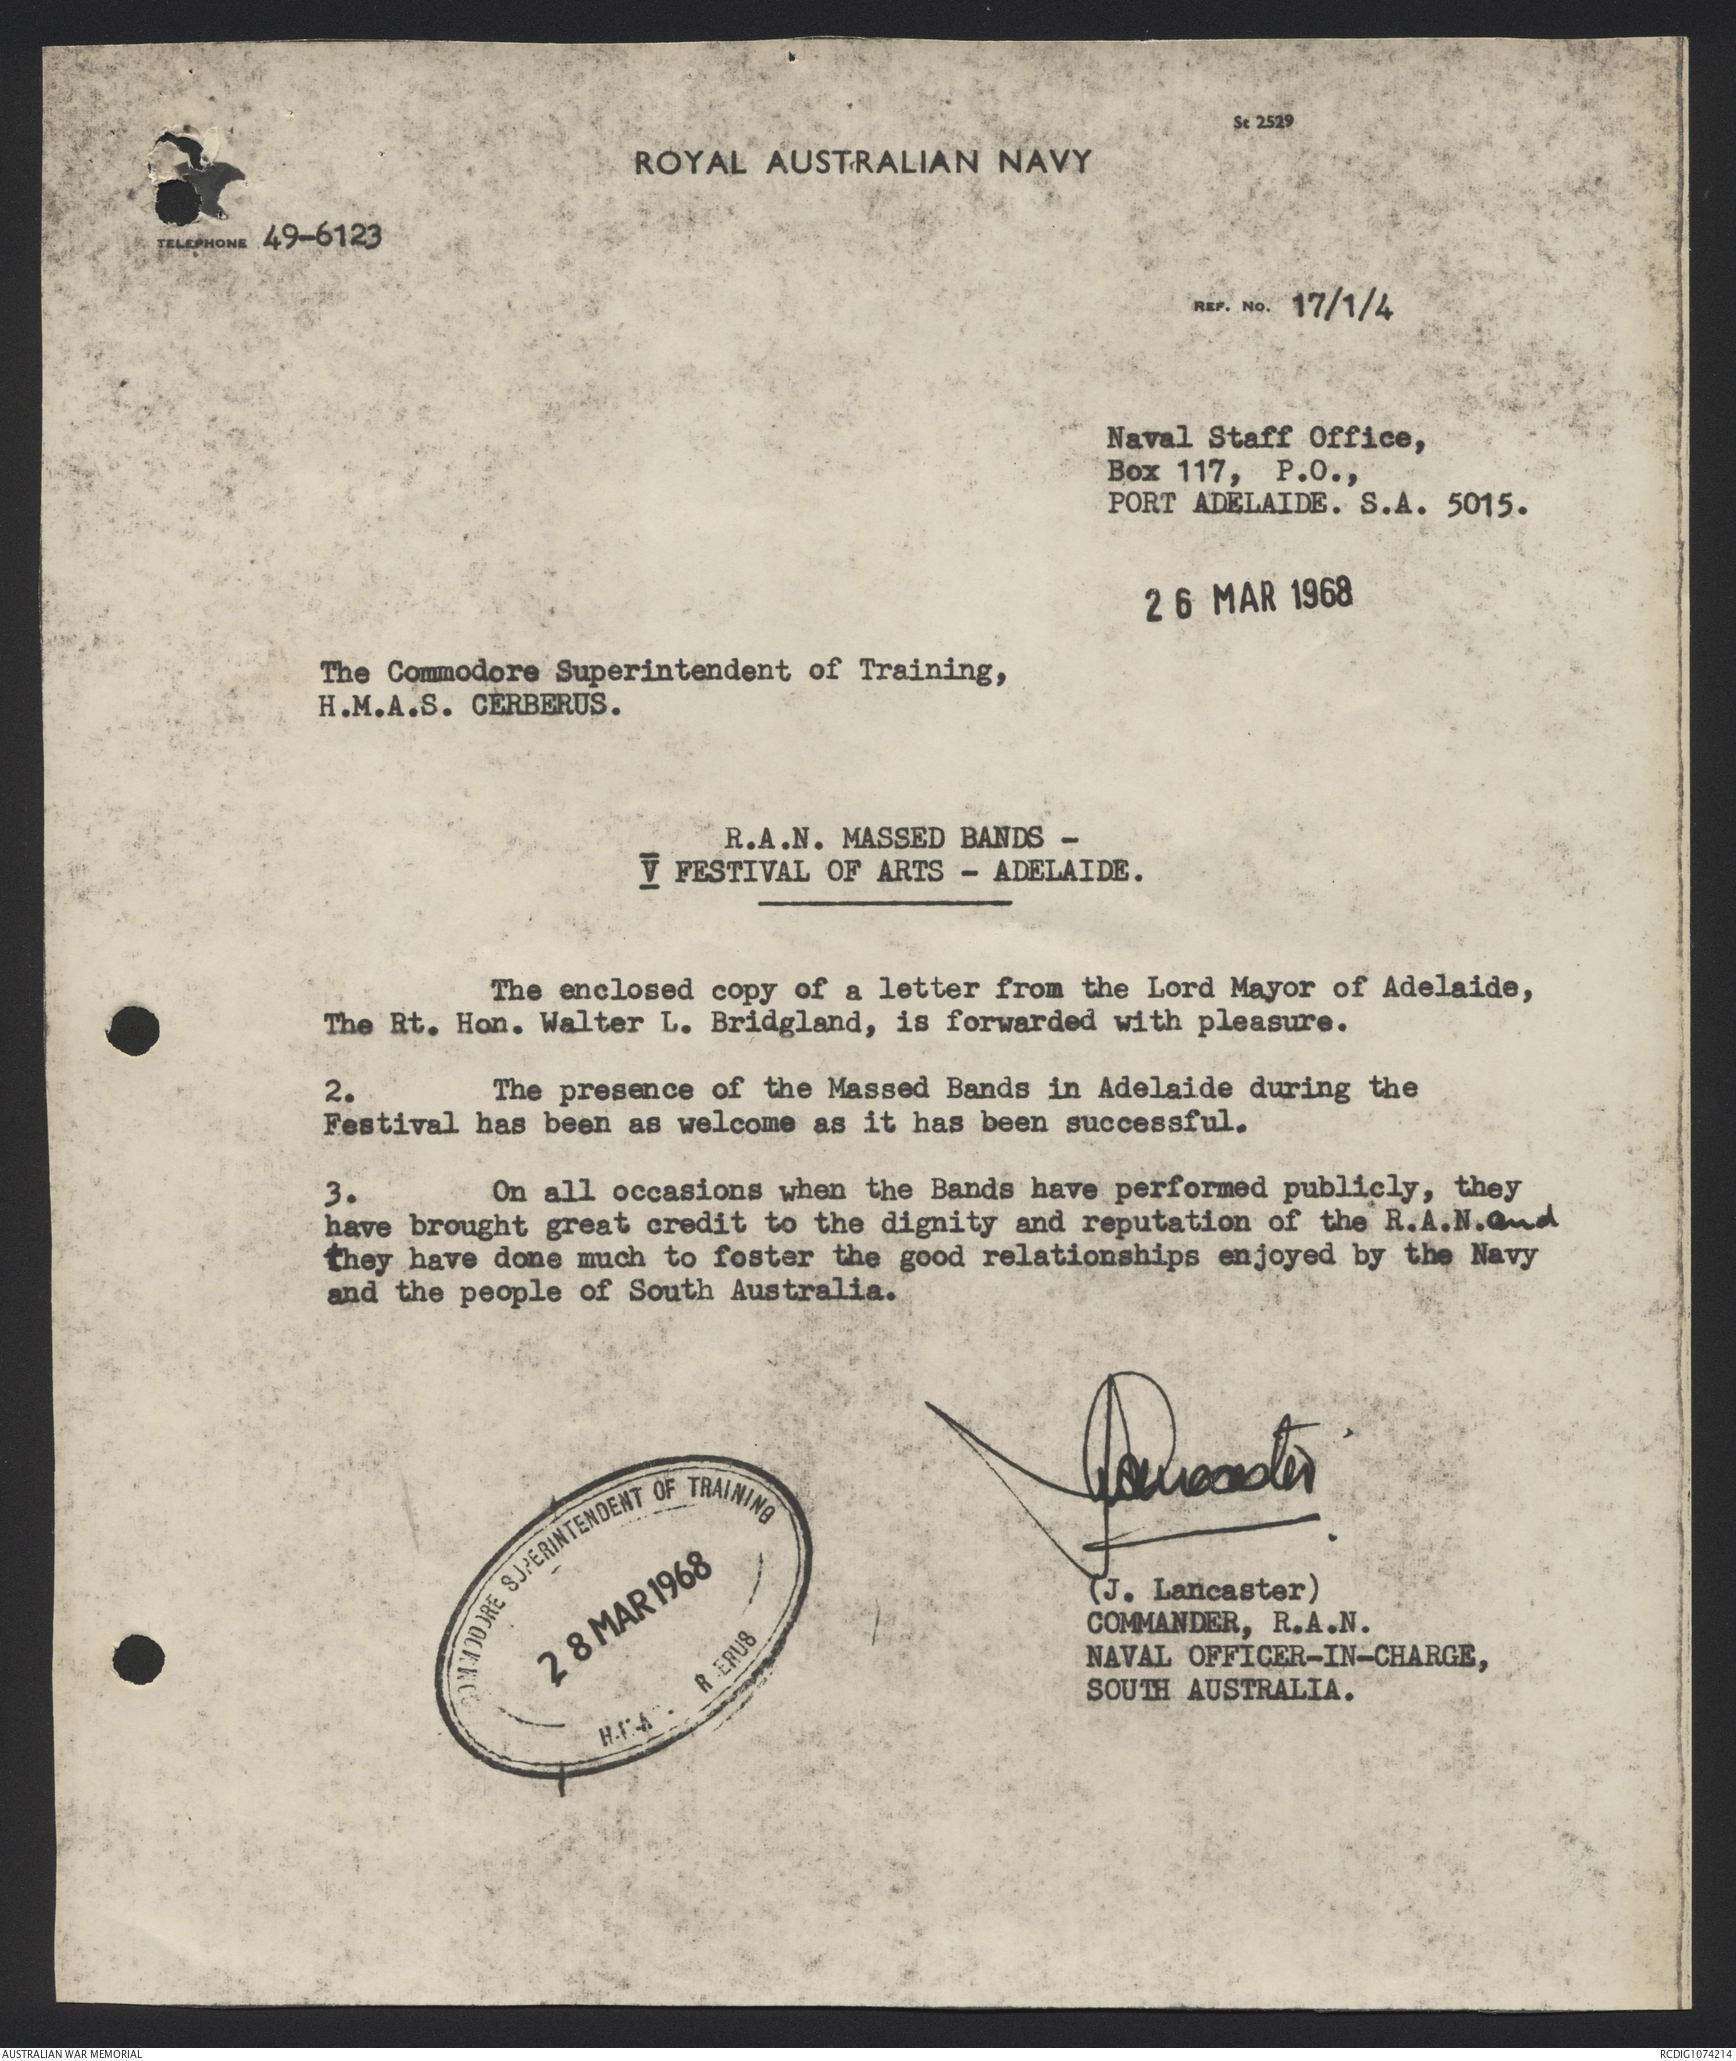 St 2529
ROYAL AUSTRALIAN NAVY
TELEPHONE 49-6123
REF. No. 17/1/4
Naval Staff Office,
Box 117, P.O.,
PORT ADELAIDE. S.A. 5015.
26 MAR 1968
The Commodore Superintendent of Training,
H.M.A.S. CERBERUS.
R.A.N. MASSED BANDS -
V FESTIVAL OF ARTS - ADELAIDE.
The enclosed copy of a letter from the Lord Mayor of Adelaide,
The Rt. Hon. Walter L. Bridgland, is forwarded with pleasure.
2. The presence of the Massed Bands in Adelaide during the
Festival has been as welcome as it has been successful.
3. On all occasions when the Bands have performed publicly, they
have brought great credit to the dignity and reputation of the R.A.N. and
they have done much to foster the good relationships enjoyed by the Navy
and the people of South Australia.
JLancaster
(J. Lancaster)
COMMANDER, R.A.N.
NAVAL OFFICER-IN-CHARGE,
SOUTH AUSTRALIA.
COMMODORE SUPERINTENDENT OF TRAINING
28 MAR 1968
AUSTRALIAN WAR MEMORIAL
RCDIG1074214